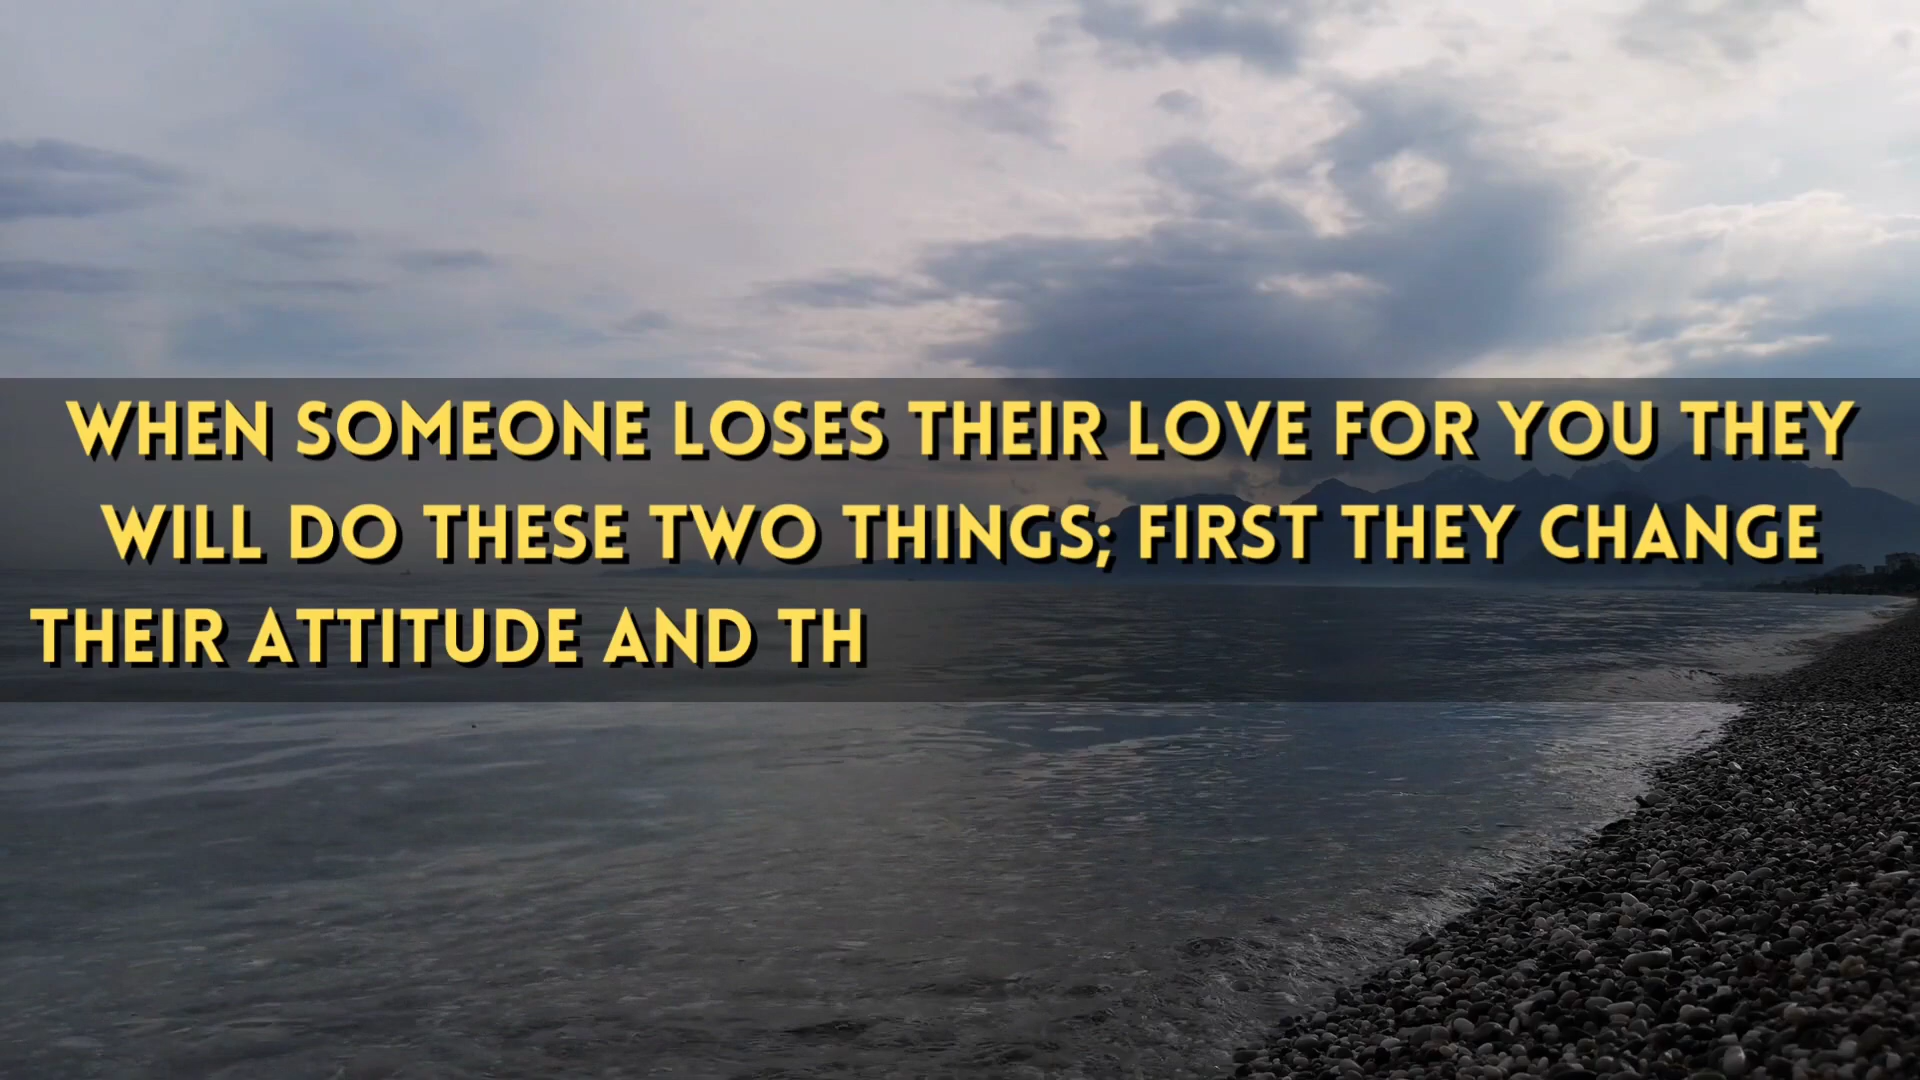 WHEN SOMEONE LOSES THEIR LOVE FOR YOU THEY
WILL DO THESE TWO THINGS; FIRST THEY CHANGE
THEIR ATTITUDE AND TH